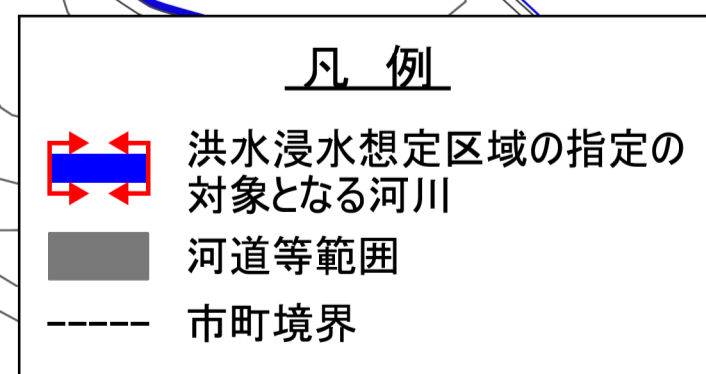 凡 例
洪水浸水想定区域の指定の
対象となる河川
河道等範囲
市町境界